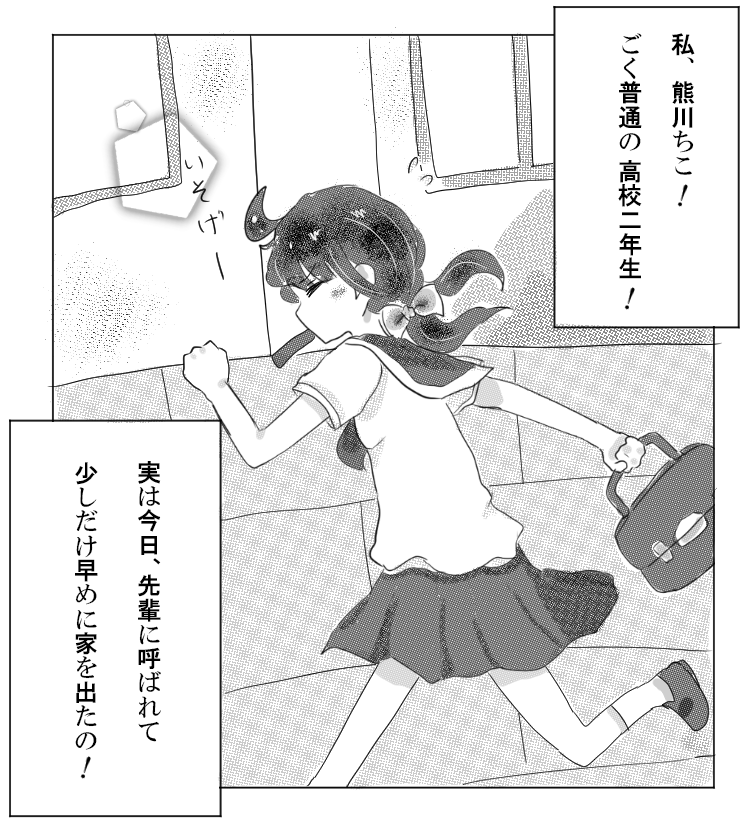 私、熊川ちこ！
ごく普通の高校二年生！
いそげー
実は今日、先輩に呼ばれて
少しだけ早めに家を出たの！